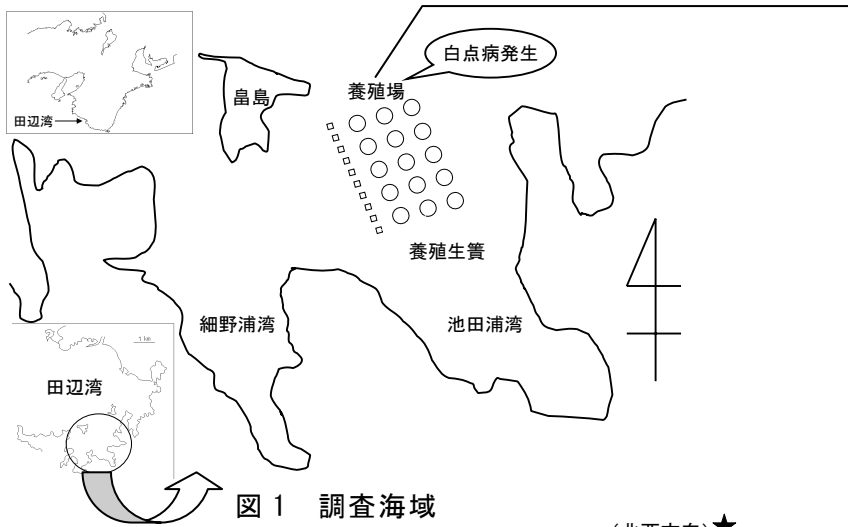 白点病発生
養殖場
畠島
田辺湾
養殖生簀
細野浦湾
池田浦湾
1 km
田辺湾
図1 調査海域